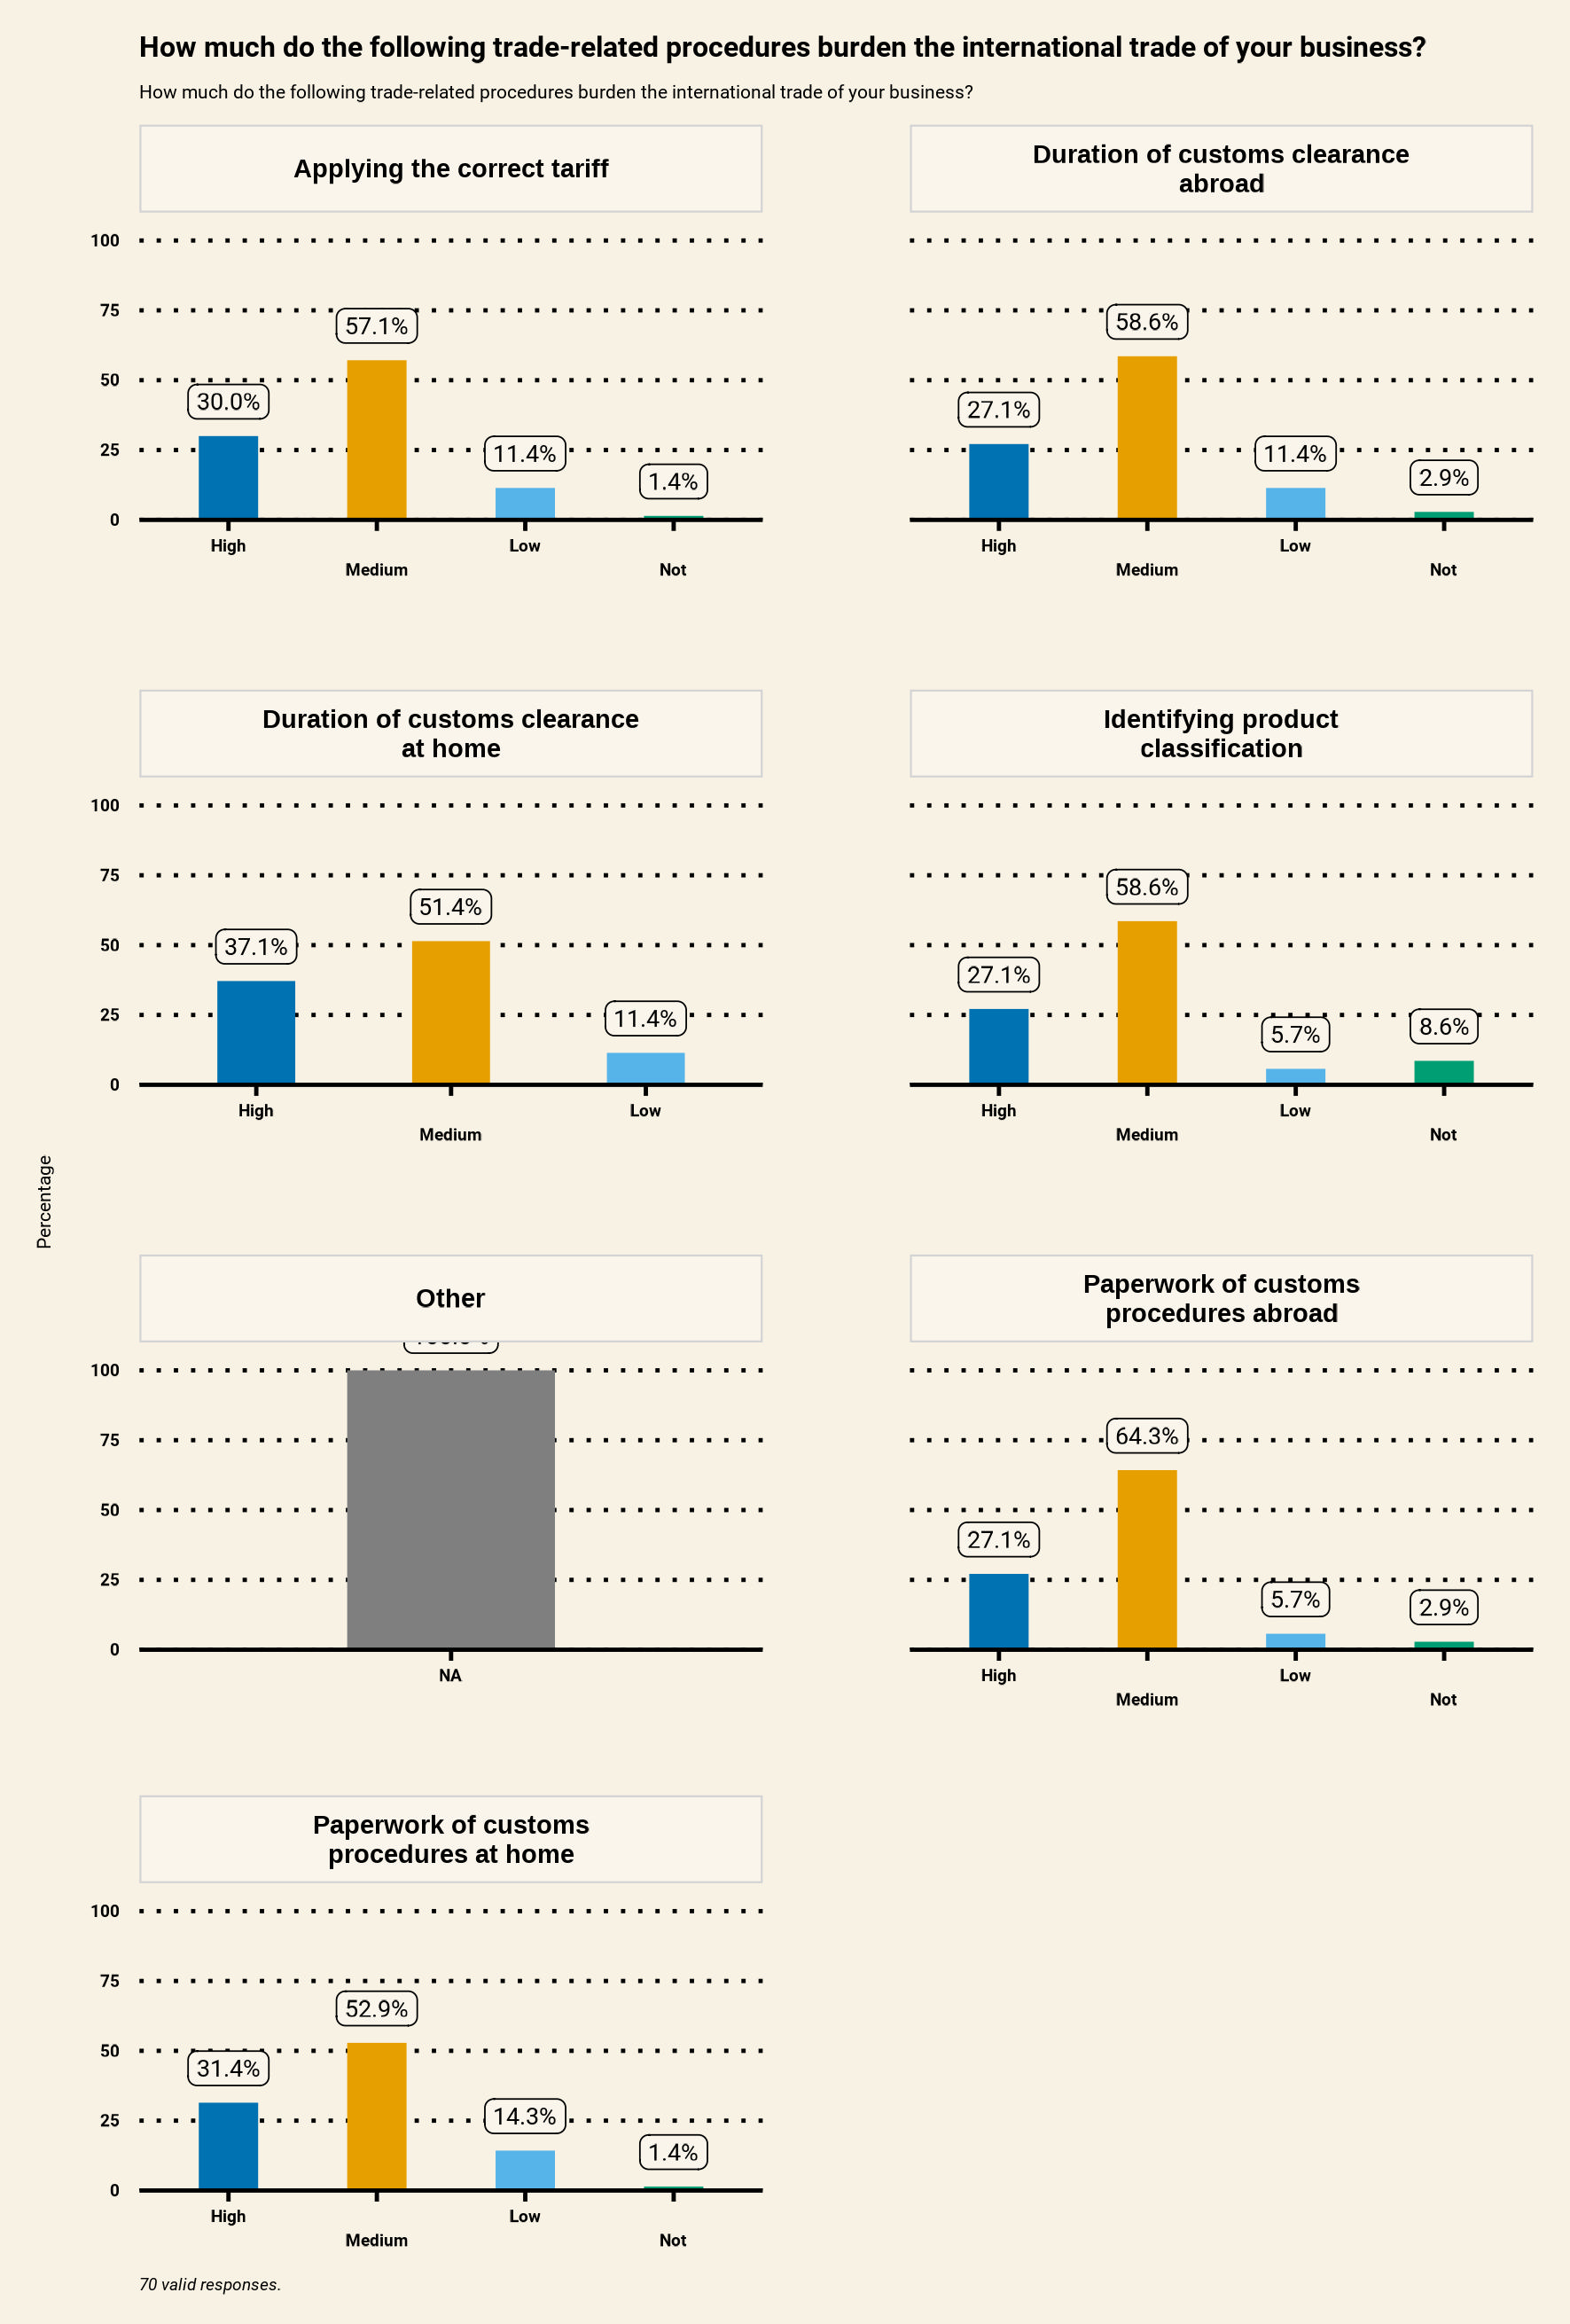 How much do the following trade-related procedures burden the international trade of your business?
How much do the following trade-related procedures burden the international trade of your business?
Applying the correct tariff
100
75
50
25
0
30.0%
57.1%
11.4%
1.4%
High
Medium
Low
Not
Duration of customs clearance
abroad
27.1%
58.6%
11.4%
2.9%
High
Medium
Low
Not
Duration of customs clearance
at home
100
75
50
25
0
37.1%
51.4%
11.4%
High
Medium
Low
Identifying product
classification
27.1%
58.6%
5.7%
8.6%
High
Medium
Low
Not
Percentage
Other
100
75
50
25
0
NA
Paperwork of customs
procedures abroad
27.1%
64.3%
5.7%
2.9%
High
Medium
Low
Not
Paperwork of customs
procedures at home
100
75
50
25
0
31.4%
52.9%
14.3%
1.4%
High
Medium
Low
Not
70 valid responses.